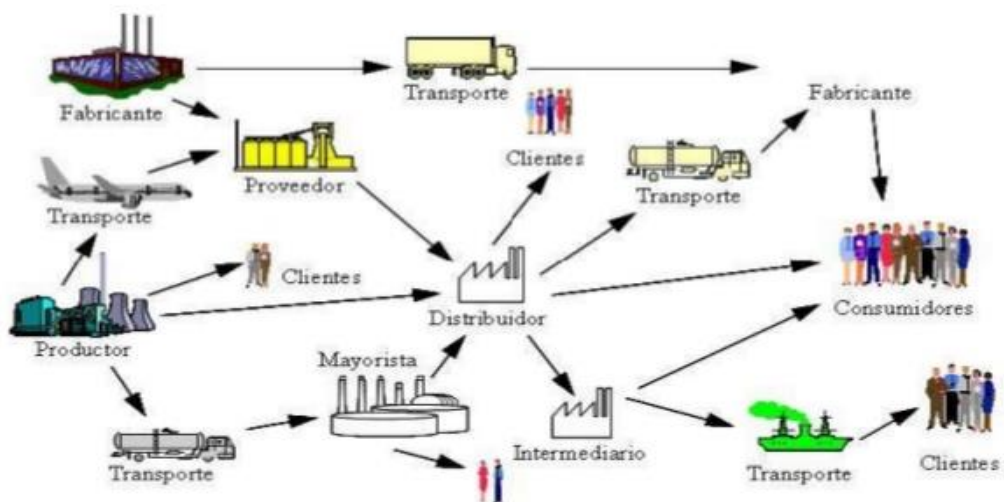 Fabricante
Transporte
Fabricante
Clientes
Proveedor
Transporte
Transporte
Clientes
Distribuidor
Consumidores
Productor
Mayorista
Intermediario
Transporte
Transporte
Clientes